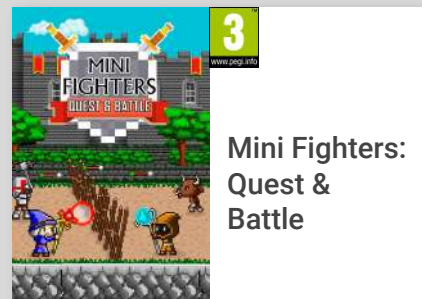 MINI
FIGHTERS
QUEST & BATTLE
3
www.pegi.info
Mini Fighters:
Quest &
Battle